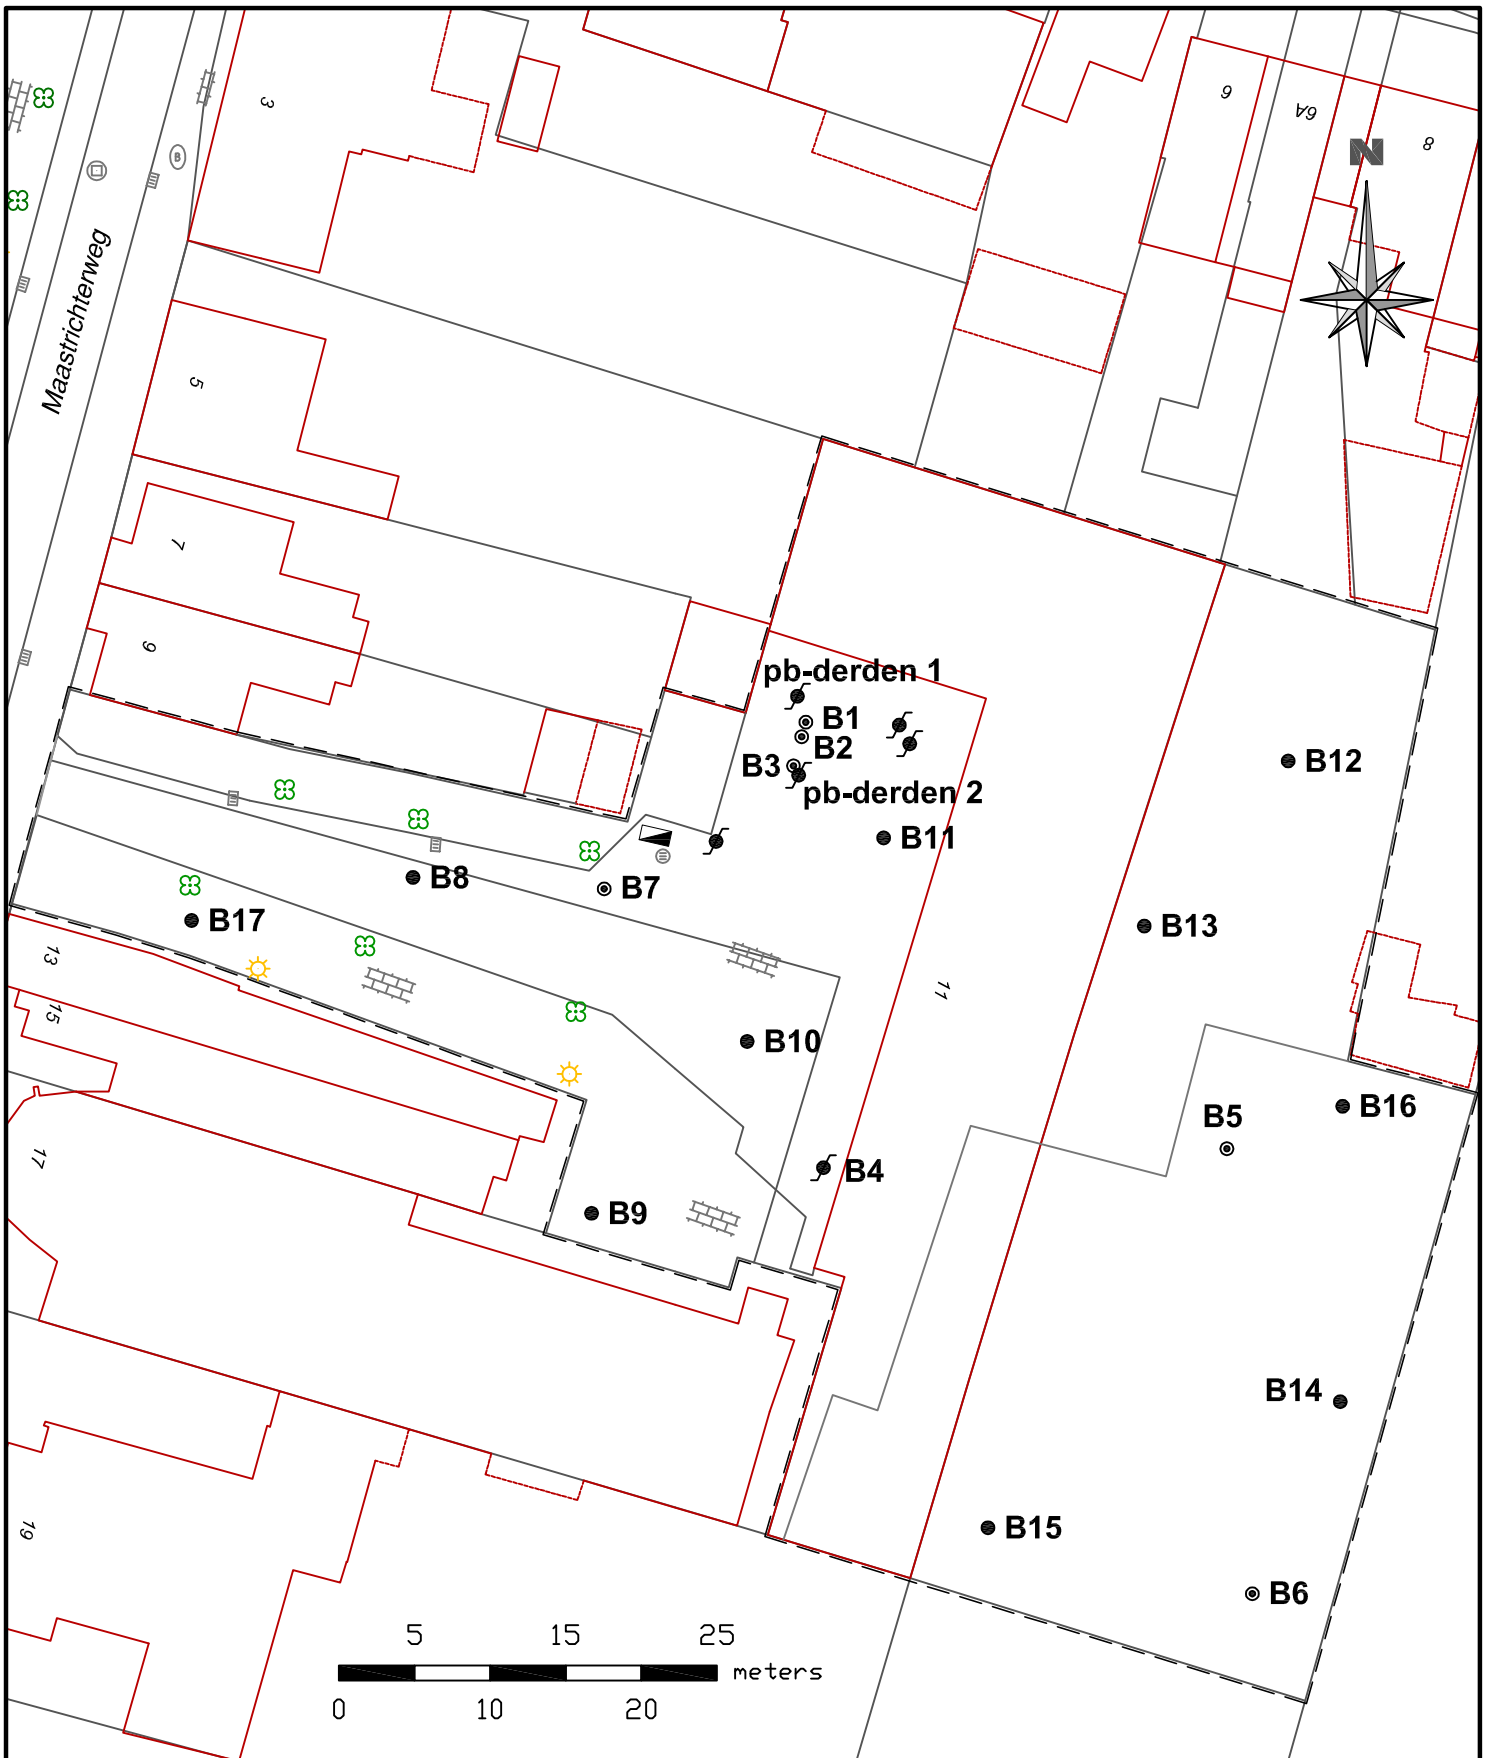 3
6
6A
8
N
B
Maastrichterweg
5
7
9
pb-derden 1
B1
B2
B3
pb-derden 2
B12
B11
B8
B7
B17
B13
13
11
15
B10
B16
B5
17
B4
B9
B14
B15
19
B6
5 15 25
meters
0 10 20